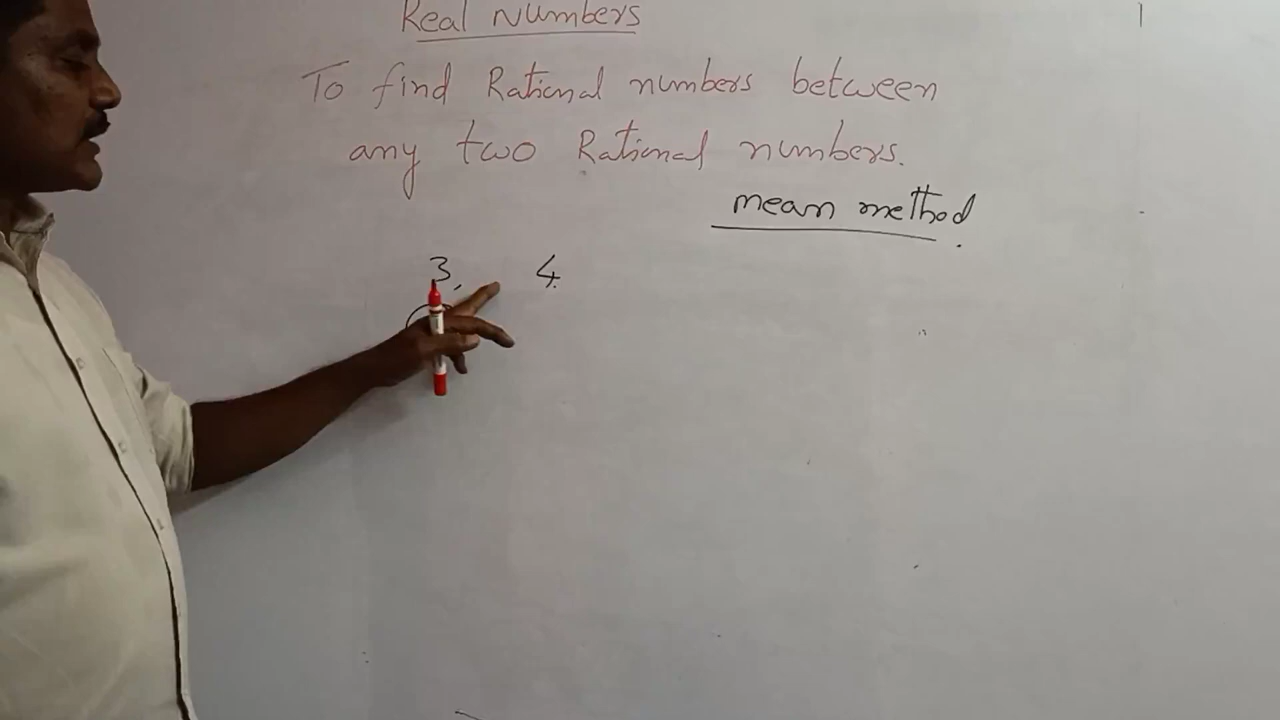 Real Numbers
To find Rational numbers between
any two Rational numbers.
mean method.
3, 4.